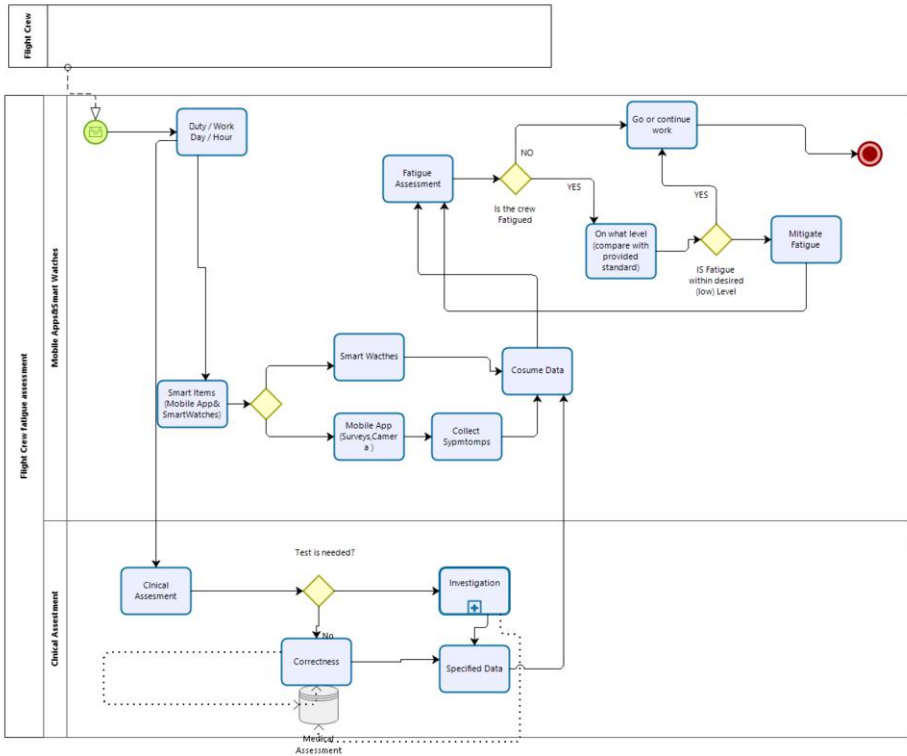 Flight Crew
Flight Crew fatigue assessment
Mobile Apps&Smart Watches
Duty / Work
Day / Hour
Go or continue
work
NO
Fatigue
Assessment
YES
Is the crew
Fatigued
YES
On what level
(compare with
provided
standard)
Mitigate
Fatigue
IS Fatigue
within desired
(low) Level
Smart Wacthes
Cosume Data
Smart Items
(Mobile App&
SmartWatches)
Mobile App
(Surveys,Camer
a )
Collect
Sypmtomps
Cinical Assestment
Test is needed?
Clnical
Assesment
Investigation
No
Correctness
Specified Data
Medical
Assessment